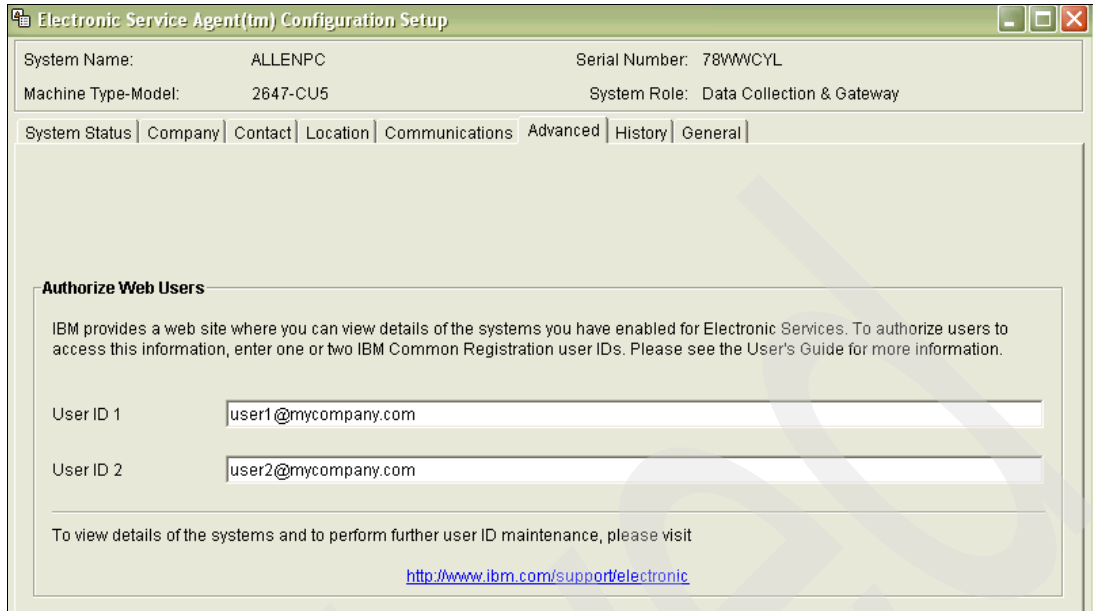 Electronic Service Agent(tm) Configuration Setup
System Name: ALLENPC Serial Number: 78WWCYL
Machine Type-Model: 2647-CU5 System Role: Data Collection & Gateway
System Status Company Contact Location Communications Advanced History General
Authorize Web Users
IBM provides a web site where you can view details of the systems you have enabled for Electronic Services. To authorize users to
access this information, enter one or two IBM Common Registration user IDs. Please see the User's Guide for more information.
User ID 1 user1@mycompany.com
User ID 2 user2@mycompany.com
To view details of the systems and to perform further user ID maintenance, please visit
http://www.ibm.com/support/electronic